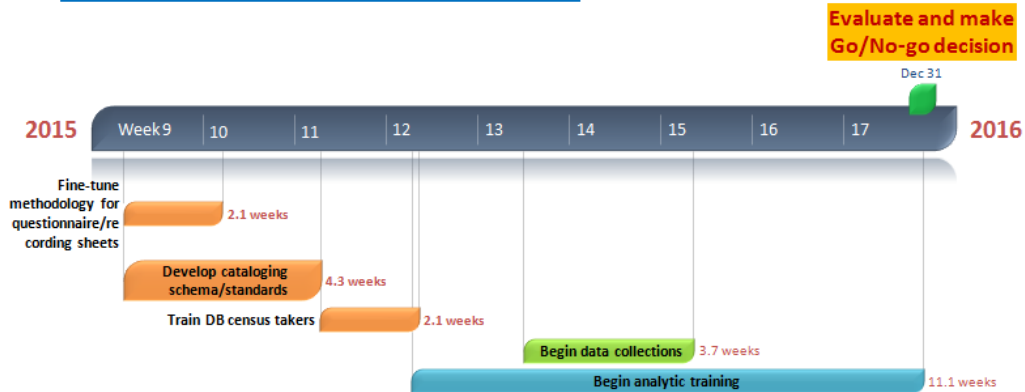 Evaluate and make
Go/No-go decision
Dec 31
2015
Week 9 10 11 12 13 14 15 16 17
2016
Fine-tune
methodology for
questionnaire/re
cording sheets
2.1 weeks
Develop cataloging
schema/standards
4.3 weeks
Train DB census takers
2.1 weeks
Begin data collections
3.7 weeks
Begin analytic training
11.1 weeks